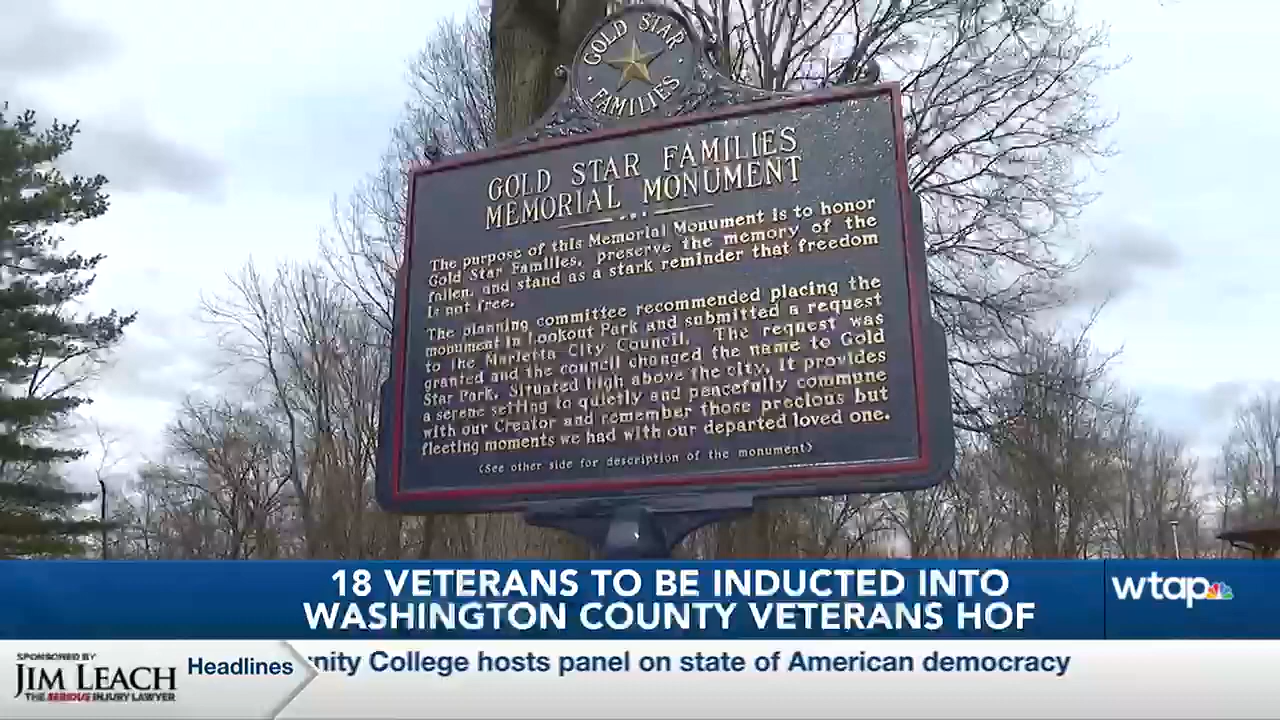 GOLD STAR
FAMILIES
GOLD STAR FAMILIES
MEMORIAL MONUMENT
The purpose of this Memorial Monument is to honor
Gold Star Families, preserve the memory of the
fallen, and stand as a stark reminder that freedom
is not free.
The planning committee recommended placing the
monument in Lookout Park and submitted a request
to the Marietta City Council. The request was
granted and the council changed the name to Gold
Star Park. Situated high above the city, it provides
a serene setting to quietly and peacefully commune
with our Creator and remember those precious but
fleeting moments we had with our departed loved one.
(See other side for description of the monument)
18 VETERANS TO BE INDUCTED INTO
WASHINGTON COUNTY VETERANS HOF
wtap
SPONSORED BY
JIM LEACH
THE SERIOUS INJURY LAWYER
Headlines
nity College hosts panel on state of American democracy